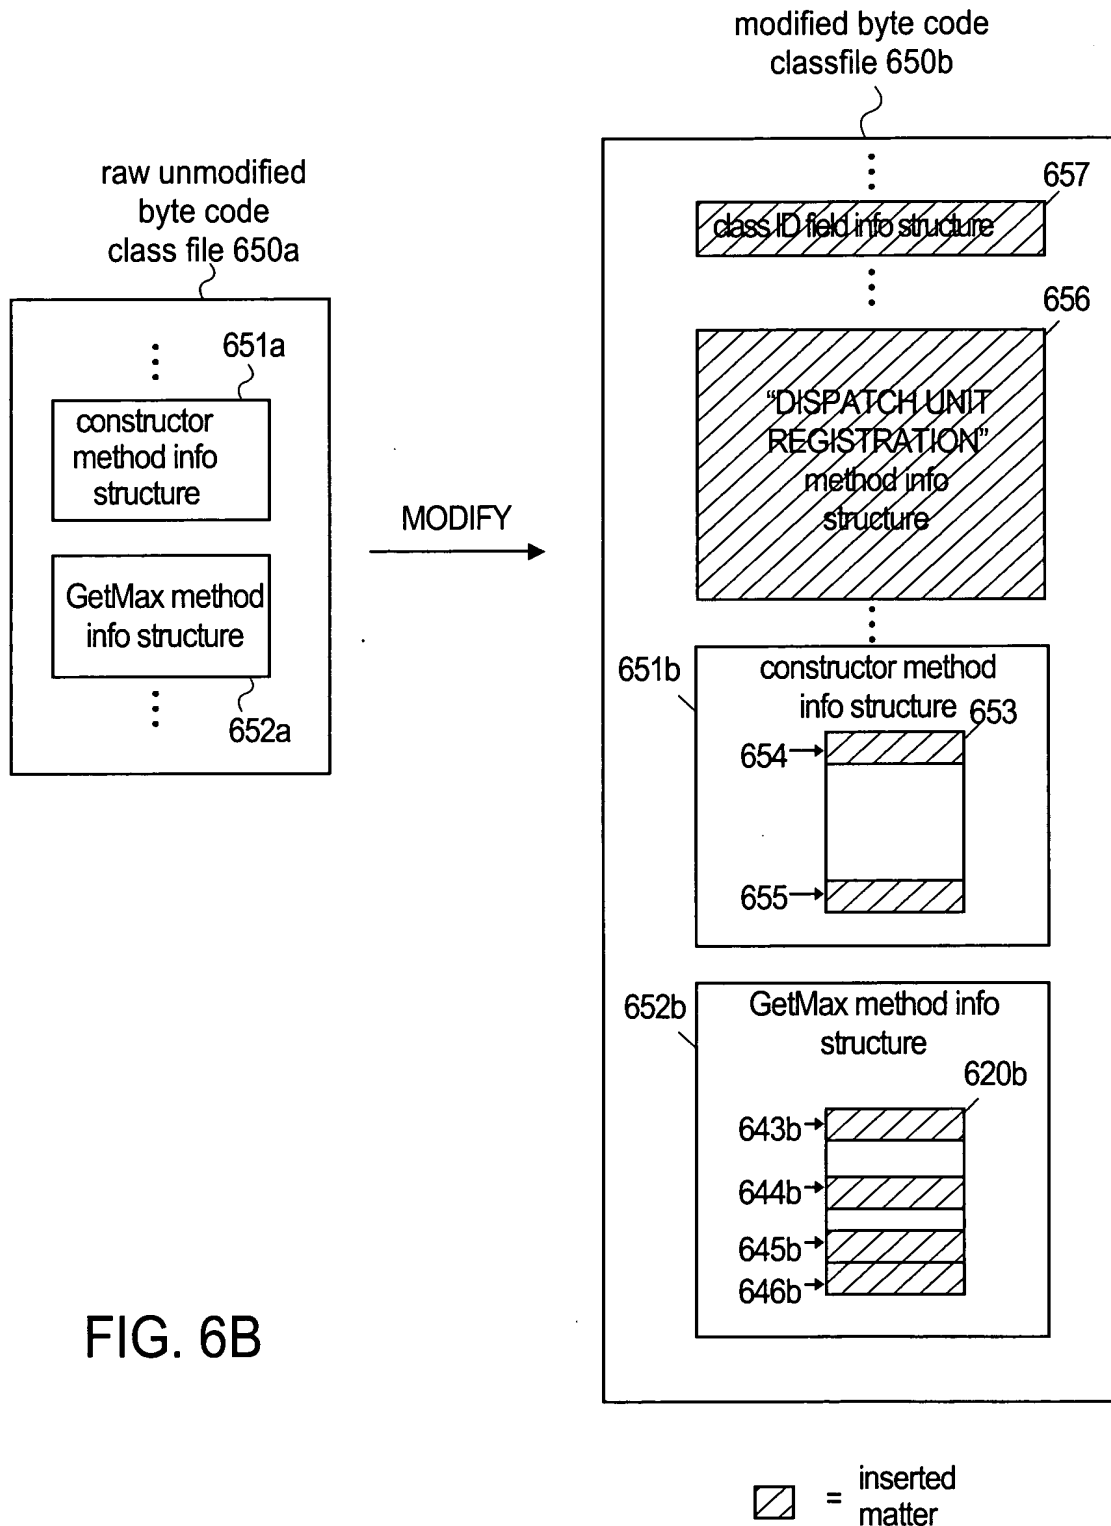 modified byte code
classfile 650b
raw unmodified
byte code
class file 650a
651a
constructor
method info
structure
GetMax method
info structure
652a
MODIFY
657
class ID field info structure
656
“DISPATCH UNIT
REGISTRATION”
method info
structure
651b
constructor method
info structure
653
654
655
652b
GetMax method info
structure
620b
643b
644b
645b
646b
FIG. 6B
= inserted
matter